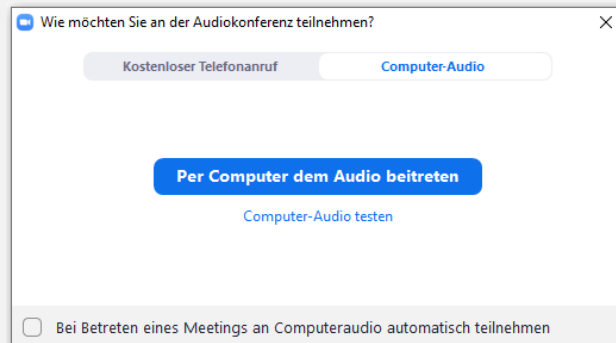 Wie möchten Sie an der Audiokonferenz teilnehmen?
Kostenloser Telefonanruf
Computer-Audio
Per Computer dem Audio beitreten
Computer-Audio testen
Bei Betreten eines Meetings an Computeraudio automatisch teilnehmen